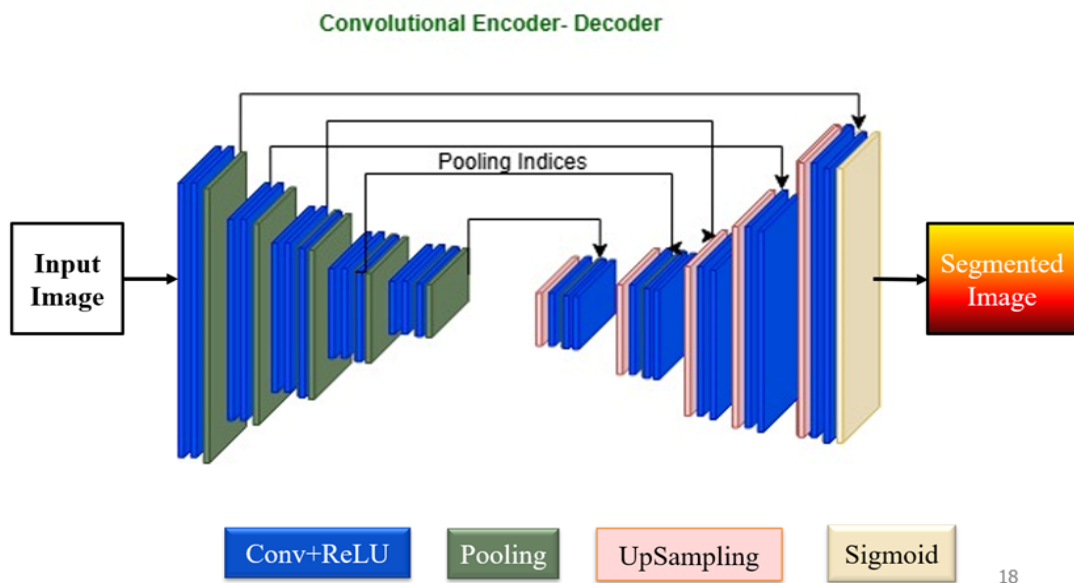 Convolutional Encoder- Decoder
Pooling Indices
Input
Image
Segmented
Image
Conv+ReLU
Pooling
UpSampling
Sigmoid
18